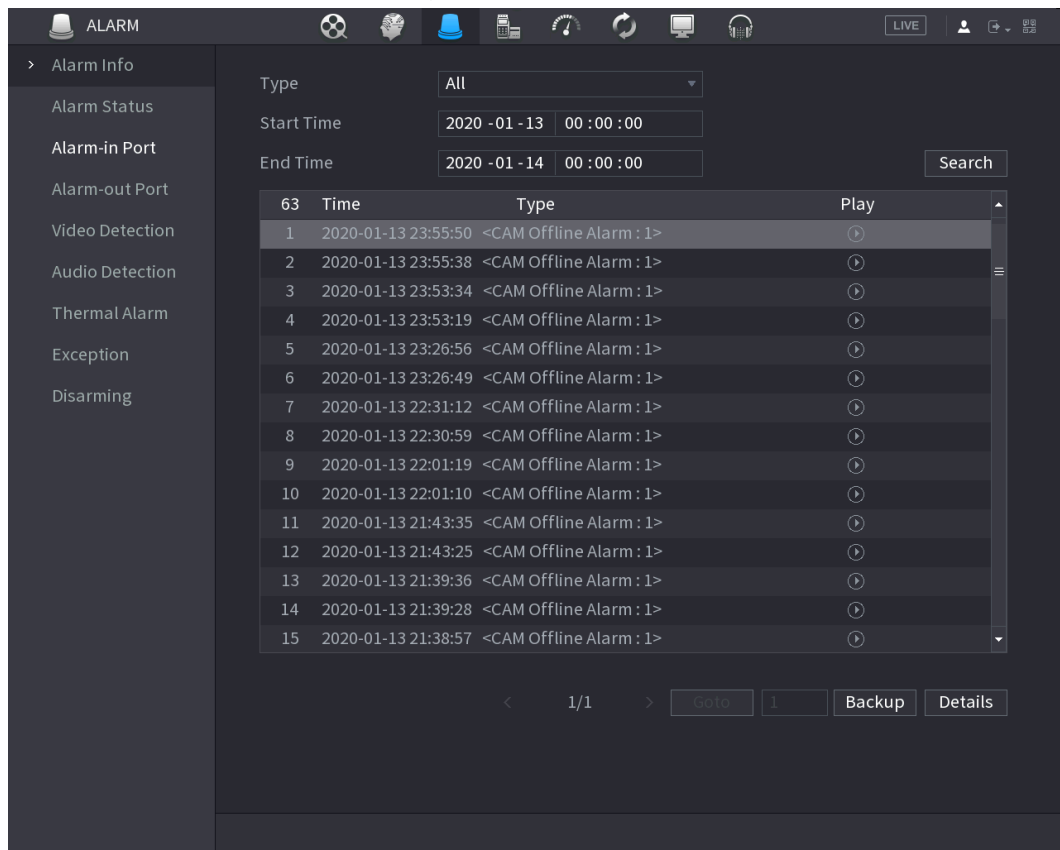 ALARM LIVE
Alarm Info
Alarm Status
Alarm-in Port
Alarm-out Port
Video Detection
Audio Detection
Thermal Alarm
Exception
Disarming
Type All
Start Time 2020 -01 -13 00 : 00 : 00
End Time 2020 -01 -14 00 : 00 : 00 Search
63 Time Type Play
1 2020-01-13 23:55:50 <CAM Offline Alarm : 1>
2 2020-01-13 23:55:38 <CAM Offline Alarm : 1>
3 2020-01-13 23:53:34 <CAM Offline Alarm : 1>
4 2020-01-13 23:53:19 <CAM Offline Alarm : 1>
5 2020-01-13 23:26:56 <CAM Offline Alarm : 1>
6 2020-01-13 23:26:49 <CAM Offline Alarm : 1>
7 2020-01-13 22:31:12 <CAM Offline Alarm : 1>
8 2020-01-13 22:30:59 <CAM Offline Alarm : 1>
9 2020-01-13 22:01:19 <CAM Offline Alarm : 1>
10 2020-01-13 22:01:10 <CAM Offline Alarm : 1>
11 2020-01-13 21:43:35 <CAM Offline Alarm : 1>
12 2020-01-13 21:43:25 <CAM Offline Alarm : 1>
13 2020-01-13 21:39:36 <CAM Offline Alarm : 1>
14 2020-01-13 21:39:28 <CAM Offline Alarm : 1>
15 2020-01-13 21:38:57 <CAM Offline Alarm : 1>
< 1/1 > Goto 1 Backup Details